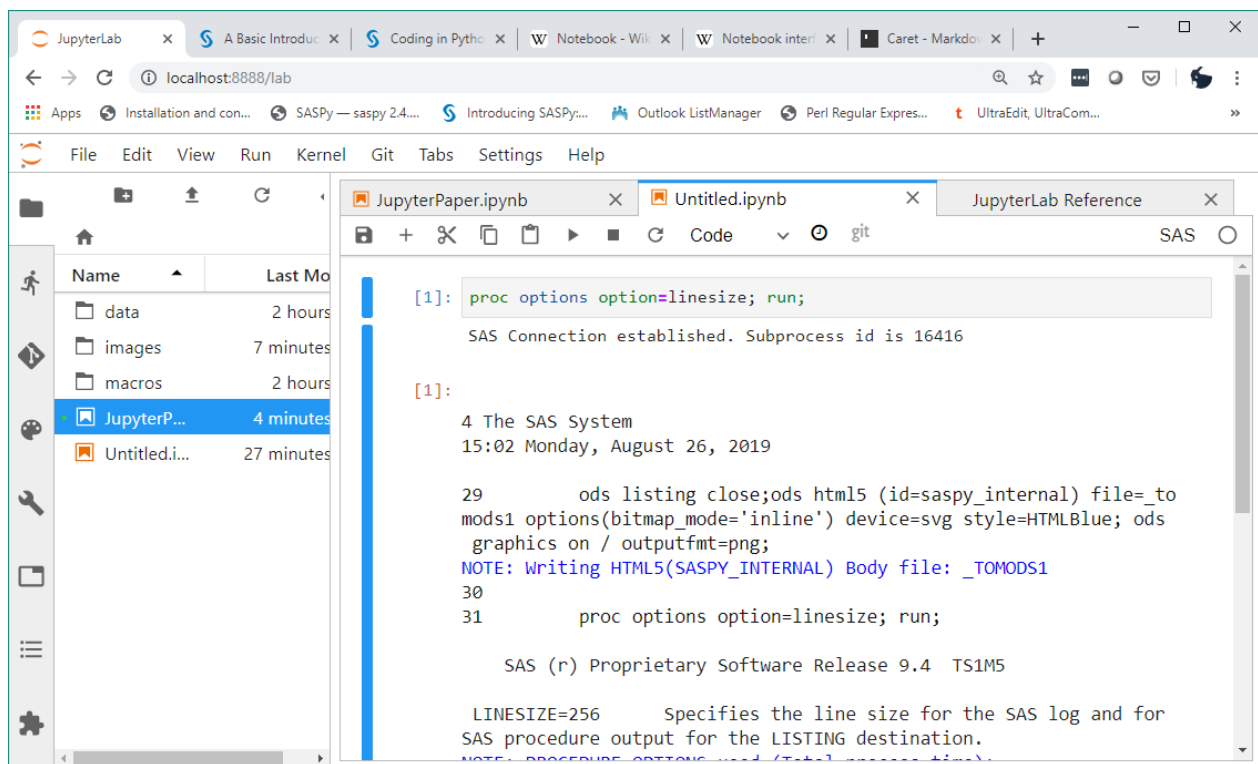 JupyterLab
A Basic Introduc
Coding in Pytho
Notebook - Wik
Notebook interf
Caret - Markdov
localhost:8888/lab
Apps
Installation and con...
SASPy — saspy 2.4....
Introducing SASPy:...
Outlook ListManager
Perl Regular Expres...
UltraEdit, UltraCom...
»
File Edit View Run Kernel Git Tabs Settings Help
JupyterPaper.ipynb
Untitled.ipynb
JupyterLab Reference
Code
git
SAS
Name Last Mo
data 2 hours
images 7 minutes
macros 2 hours
JupyterP... 4 minutes
Untitled.i... 27 minutes
[1]: proc options option=linesize; run;
SAS Connection established. Subprocess id is 16416
[1]:
4 The SAS System
15:02 Monday, August 26, 2019
29 ods listing close;ods html5 (id=saspy_internal) file=_to
mods1 options(bitmap_mode='inline') device=svg style=HTMLBlue; ods
graphics on / outputfmt=png;
NOTE: Writing HTML5(SASPY_INTERNAL) Body file: _TOMODS1
30
31 proc options option=linesize; run;
SAS (r) Proprietary Software Release 9.4 TS1M5
LINESIZE=256 Specifies the line size for the SAS log and for
SAS procedure output for the LISTING destination.
NOTE: PROCEDURE OPTIONS used (Total process time):